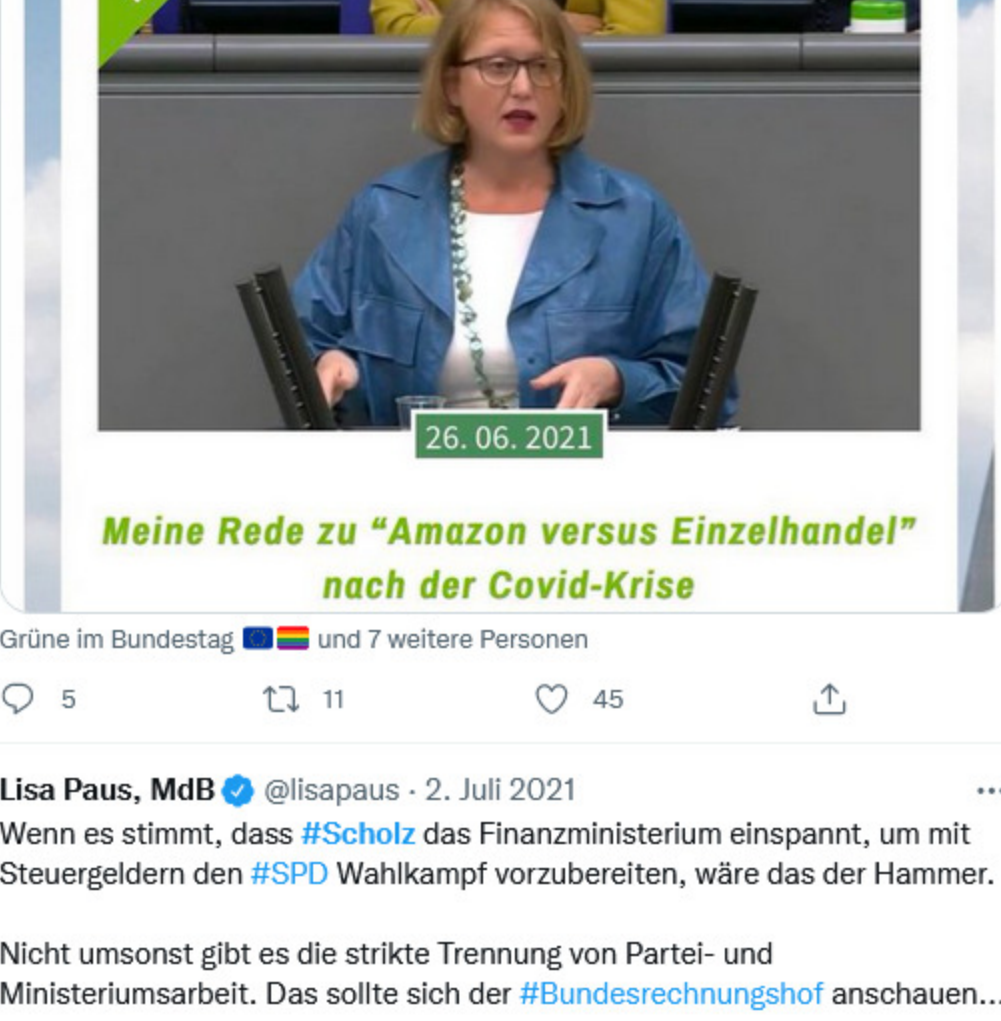 26. 06. 2021
Meine Rede zu “Amazon versus Einzelhandel”
nach der Covid-Krise
Grüne im Bundestag 🇪🇺🏳️‍🌈 und 7 weitere Personen
5 11 45
Lisa Paus, MdB @lisapaus · 2. Juli 2021
Wenn es stimmt, dass #Scholz das Finanzministerium einspannt, um mit
Steuergeldern den #SPD Wahlkampf vorzubereiten, wäre das der Hammer.
Nicht umsonst gibt es die strikte Trennung von Partei- und
Ministeriumsarbeit. Das sollte sich der #Bundesrechnungshof anschauen...